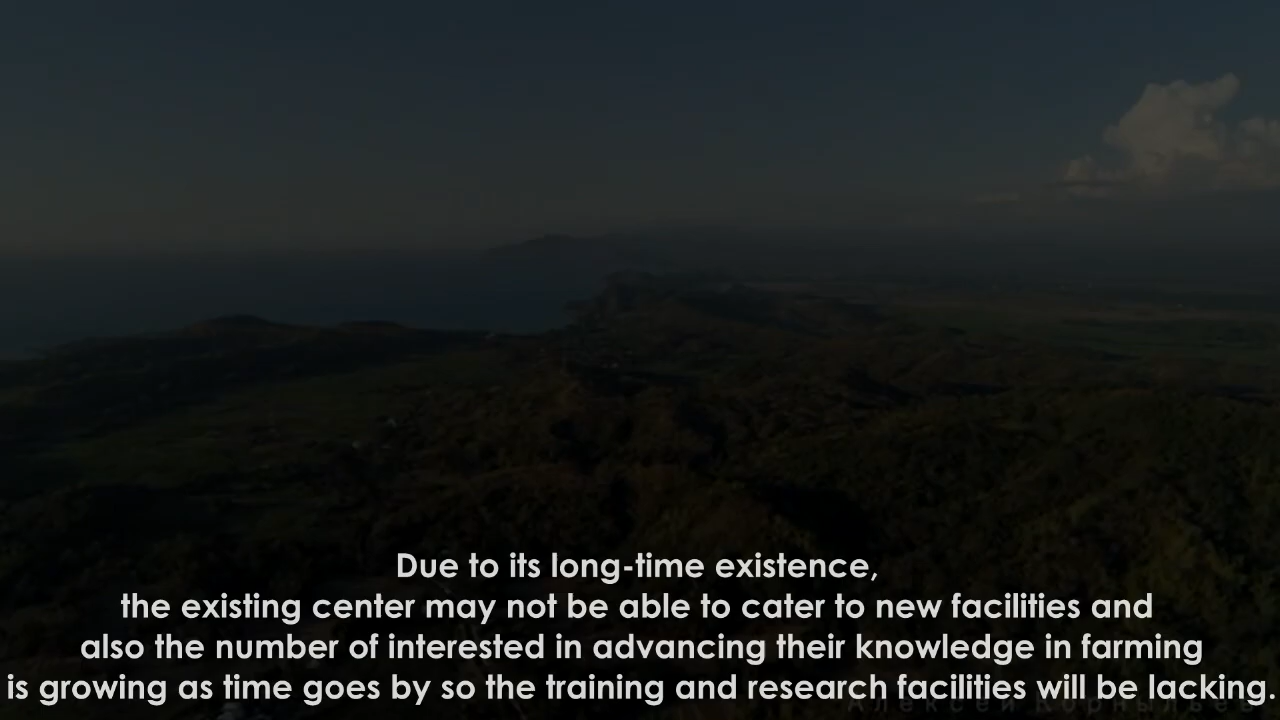 Due to its long-time existence,
the existing center may not be able to cater to new facilities and
also the number of interested in advancing their knowledge in farming
is growing as time goes by so the training and research facilities will be lacking.
Алексей Корныльев